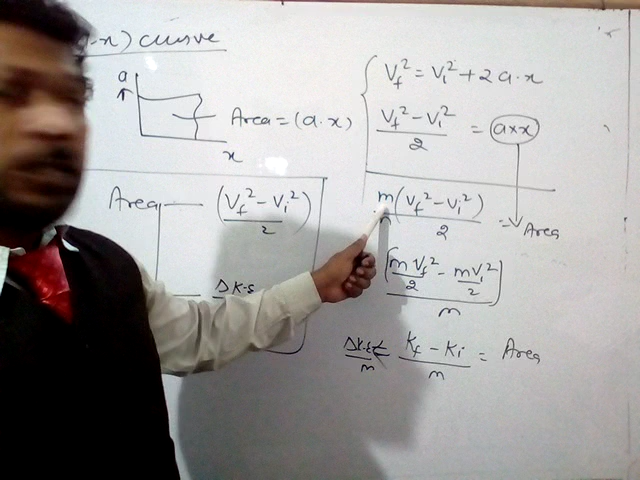 -x) curve
a
Area = (a·x)
x
Area — (Vf² - Vi²)
2
ΔK·E
Vf² = Vi² + 2a·x
Vf² - Vi² / 2 = a×x
m(Vf² - Vi²) / 2 = Area
(mVf² / 2 - mVi² / 2)
m
ΔK·E / m = Kf - Ki / m = Area